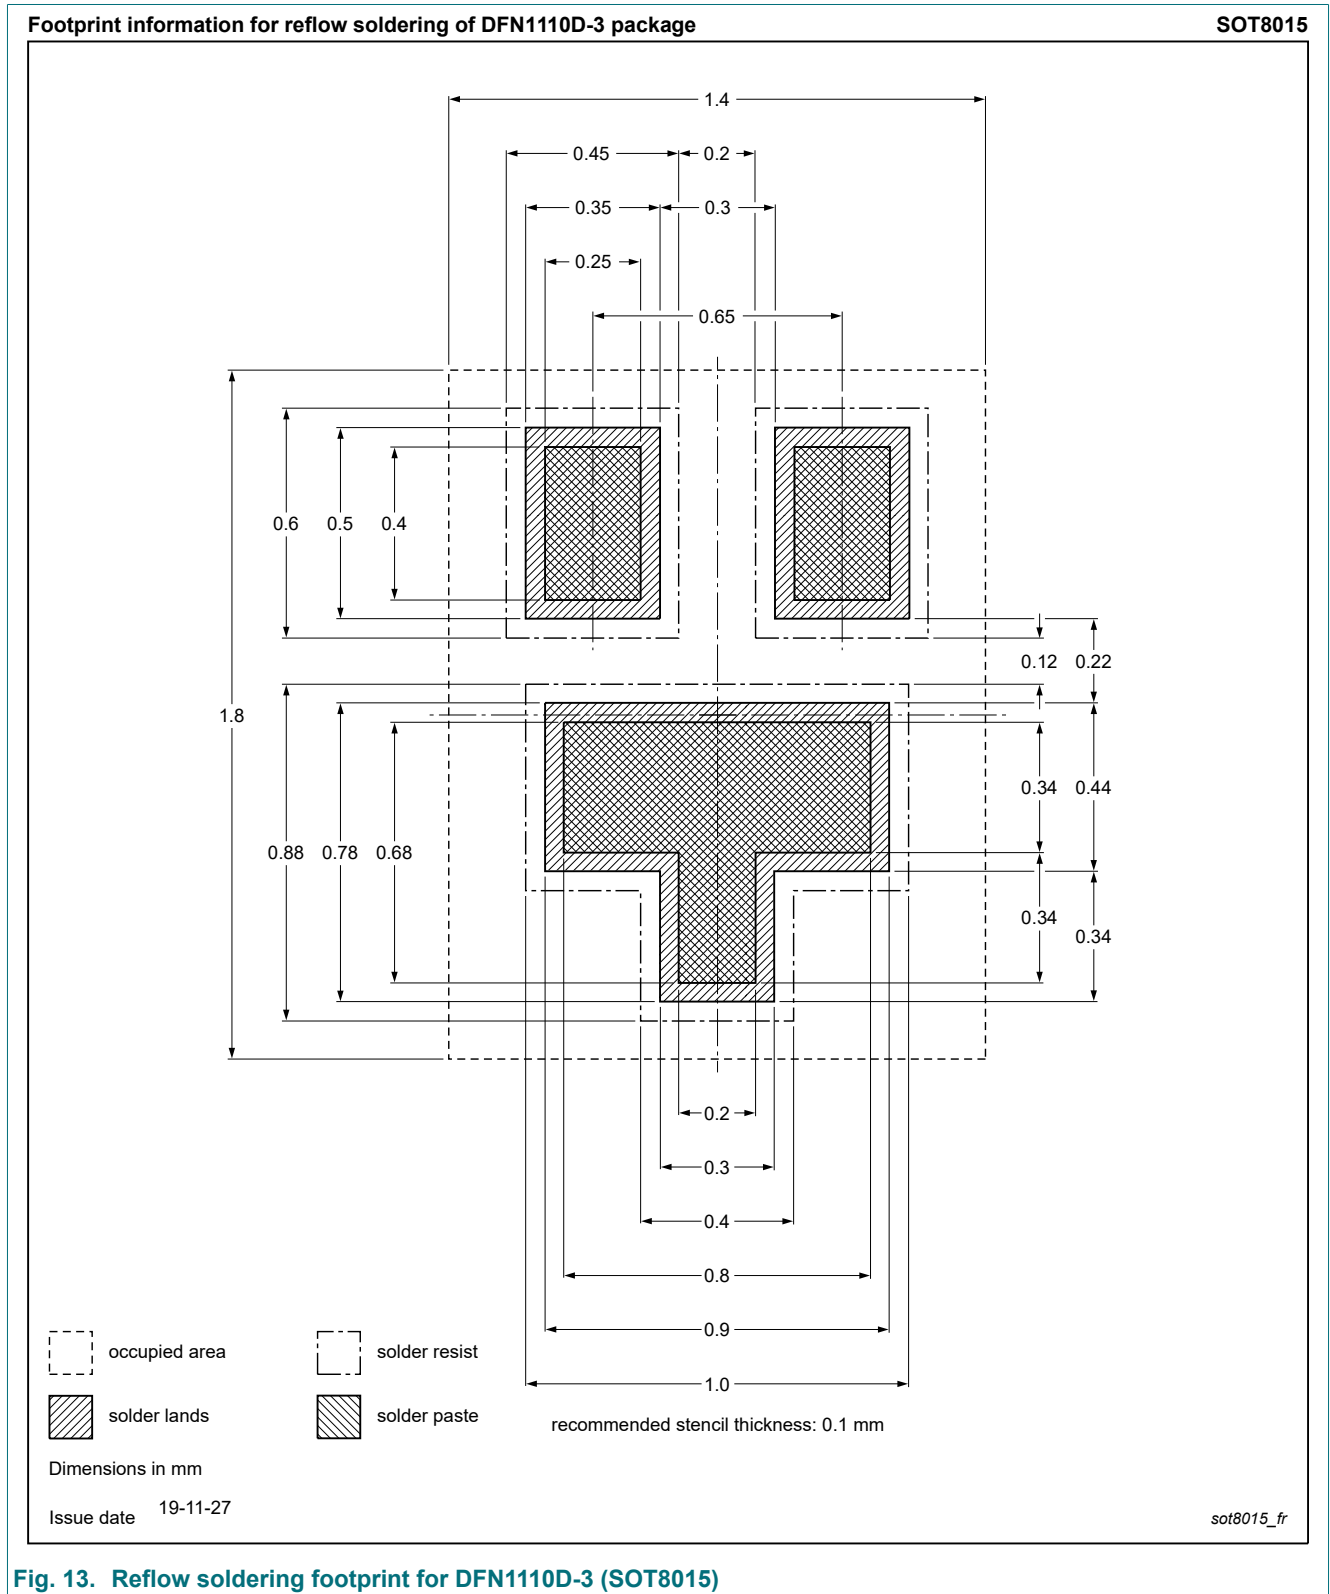 Footprint information for reflow soldering of DFN1110D-3 package SOT8015
1.4
0.45 0.2
0.35 0.3
0.25
0.65
0.6 0.5 0.4
0.12 0.22
1.8
0.34 0.44
0.88 0.78 0.68
0.34 0.34
0.2
0.3
0.4
0.8
0.9
1.0
occupied area solder resist
solder lands solder paste recommended stencil thickness: 0.1 mm
Dimensions in mm
Issue date 19-11-27 sot8015_fr
Fig. 13. Reflow soldering footprint for DFN1110D-3 (SOT8015)